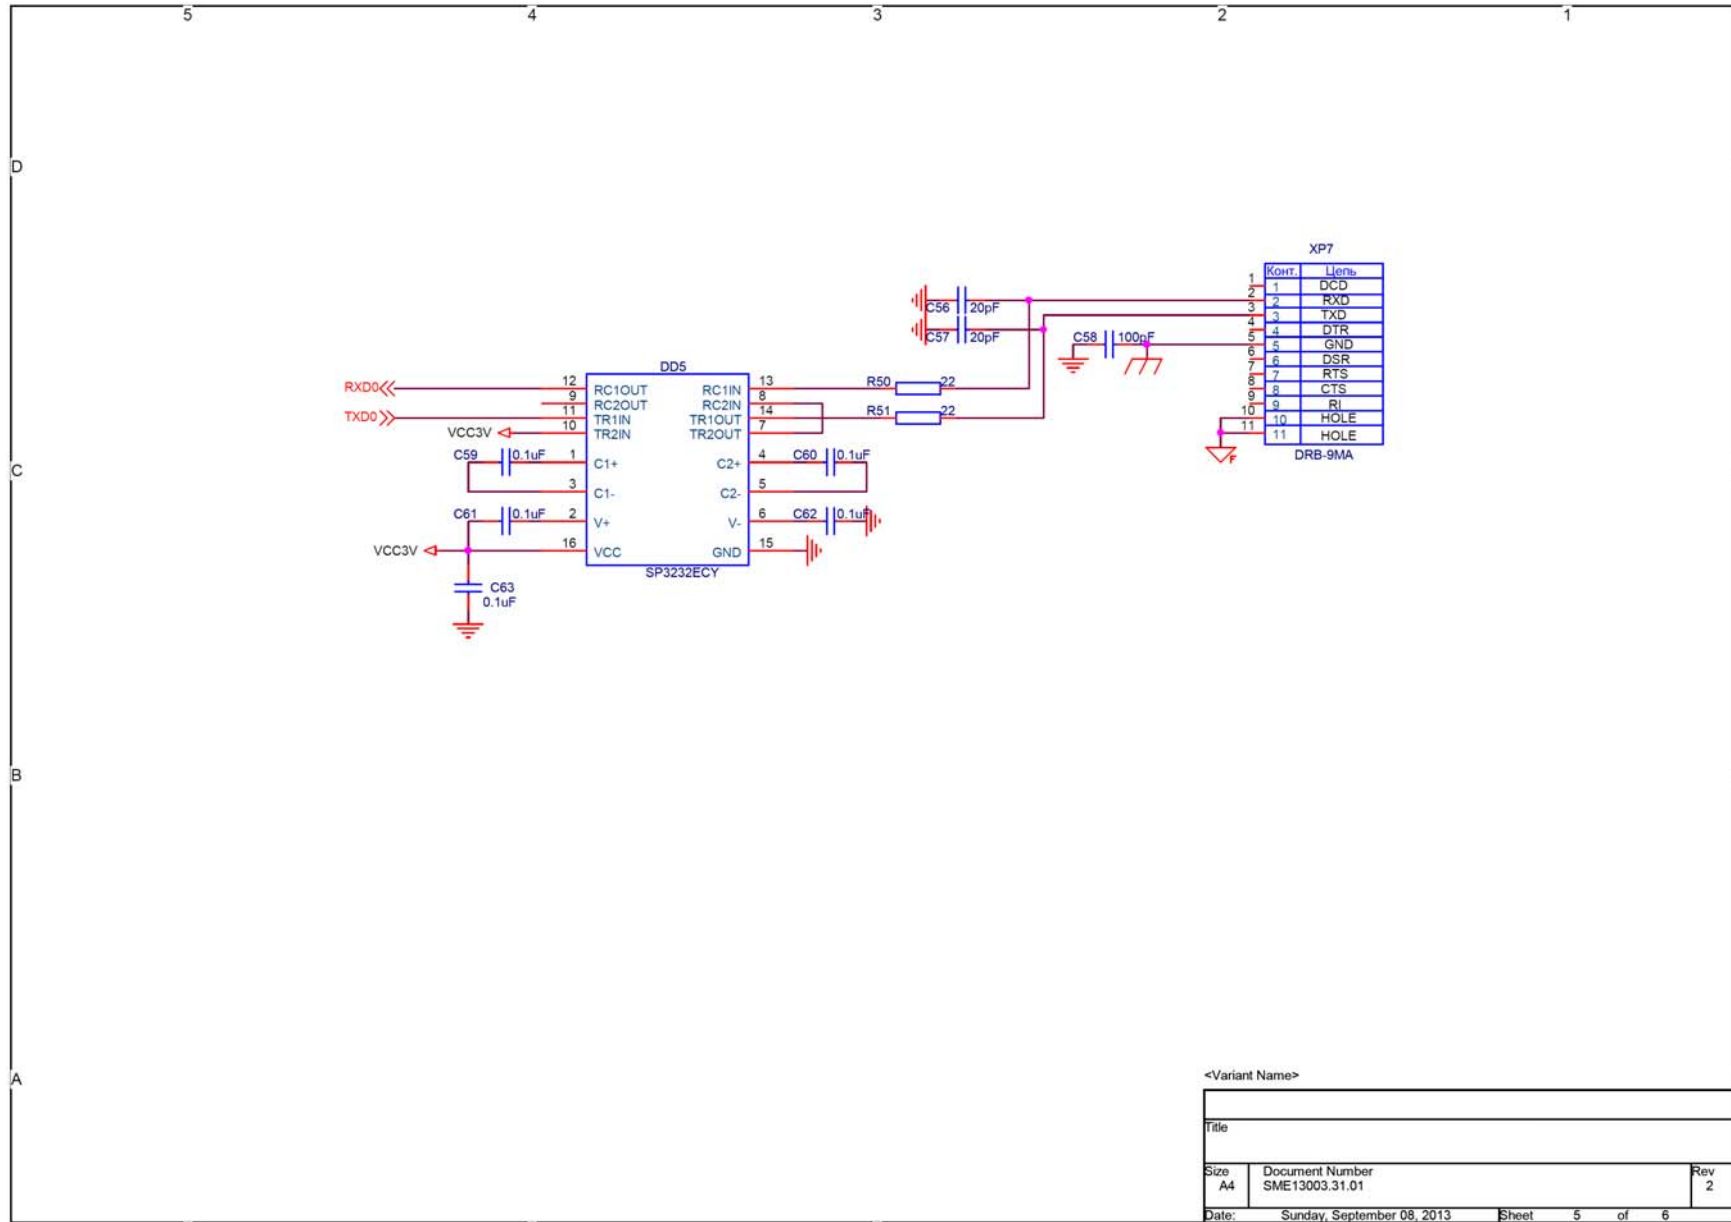 5 4 3 2 1
D
C
B
A
XP7
Конт. Цепь
1 1 DCD
2 2 RXD
3 3 TXD
4 4 DTR
5 5 GND
6 6 DSR
7 7 RTS
8 8 CTS
9 9 RI
10 10 HOLE
11 11 HOLE
DRB-9MA
F
C56 20pF
C57 20pF
C58 100pF
DD5
RXD0 12 RC1OUT RC1IN 13 R50 22
9 RC2OUT RC2IN 8
TXD0 11 TR1IN TR1OUT 14 R51 22
VCC3V 10 TR2IN TR2OUT 7
C59 0.1uF 1 C1+ C2+ 4 C60 0.1uF
3 C1- C2- 5
C61 0.1uF 2 V+ V- 6 C62 0.1uF
VCC3V 16 VCC GND 15
SP3232ECY
C63
0.1uF
<Variant Name>
Title
Size Document Number Rev
A4 SME13003.31.01 2
Date: Sunday, September 08, 2013 Sheet 5 of 6